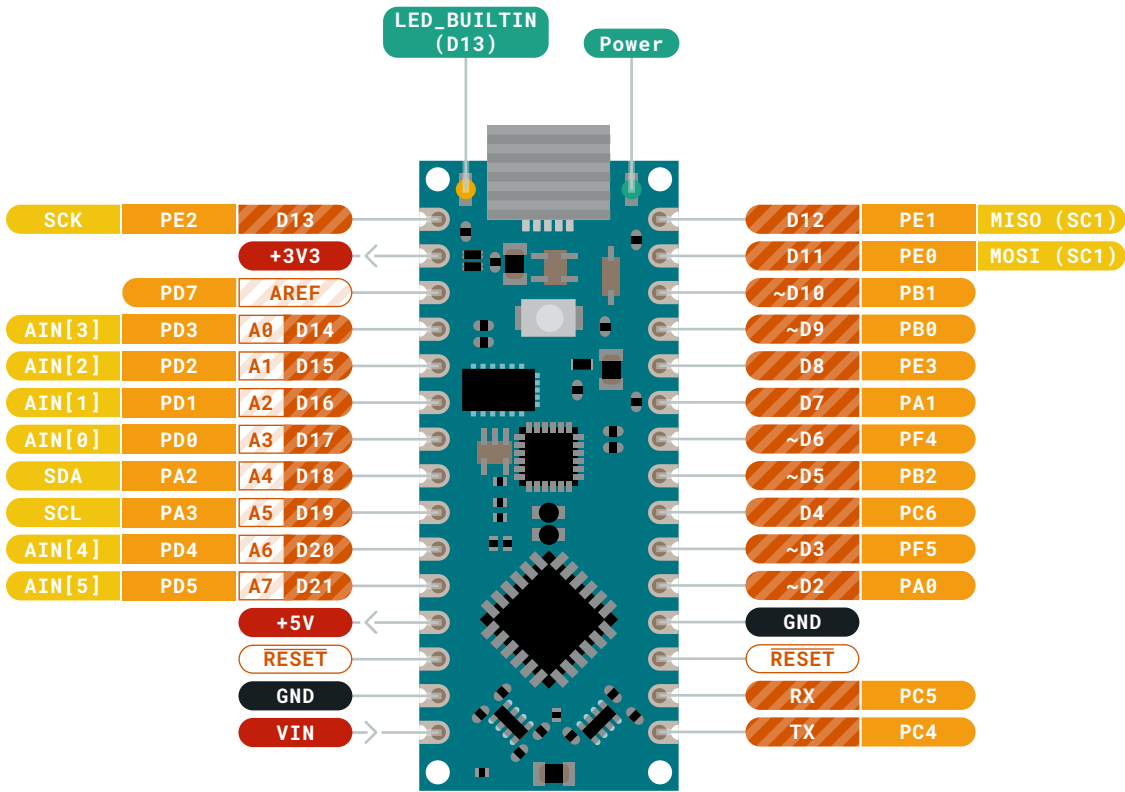 LED_BUILTIN
(D13)
Power
SCK PE2 D13
+3V3
PD7 AREF
AIN[3] PD3 A0 D14
AIN[2] PD2 A1 D15
AIN[1] PD1 A2 D16
AIN[0] PD0 A3 D17
SDA PA2 A4 D18
SCL PA3 A5 D19
AIN[4] PD4 A6 D20
AIN[5] PD5 A7 D21
+5V
RESET
GND
VIN
D12 PE1 MISO (SC1)
D11 PE0 MOSI (SC1)
~D10 PB1
~D9 PB0
D8 PE3
D7 PA1
~D6 PF4
~D5 PB2
D4 PC6
~D3 PF5
~D2 PA0
GND
RESET
RX PC5
TX PC4